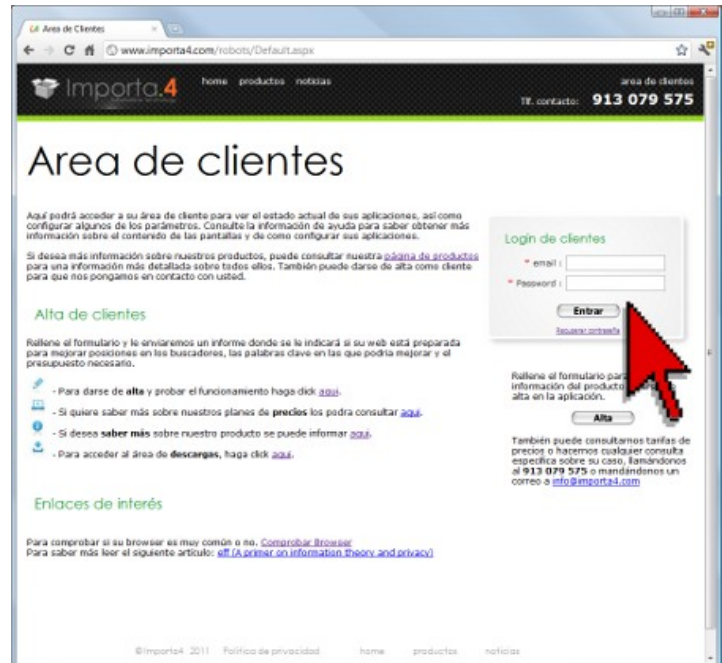 Area de Clientes
www.importa4.com/robots/Default.aspx
Importa.4
home productos noticias
area de clientes
Tlf. contacto: 913 079 575
Area de clientes
Aquí podrá acceder a su área de cliente para ver el estado actual de sus aplicaciones, así como
configurar algunos de los parámetros. Consulte la información de ayuda para saber obtener más
información sobre el contenido de las pantallas y de como configurar sus aplicaciones.
Si desea más información sobre nuestros productos, puede consultar nuestra página de productos
para una información más detallada sobre todos ellos. También puede darse de alta como cliente
para que nos pongamos en contacto con usted.
Alta de clientes
Rellene el formulario y le enviaremos un informe donde se le indicará si su web está preparada
para mejorar posiciones en los buscadores, las palabras clave en las que podría mejorar y el
presupuesto necesario.
- Para darse de alta y probar el funcionamiento haga click aqui.
- Si quiere saber más sobre nuestros planes de precios los podra consultar aqui.
- Si desea saber más sobre nuestro producto se puede informar aqui.
- Para acceder al área de descargas, haga click aqui.
Enlaces de interés
Para comprobar si su browser es muy común o no. Comprobar Browser
Para saber más leer el siguiente artículo: eff (A primer on information theory and privacy)
Login de clientes
* email :
* Password :
Entrar
Recuperar contraseña
Rellene el formulario para
información del producto
alta en la aplicación.
Alta
También puede consultarnos tarifas de
precios o hacernos cualquier consulta
específica sobre su caso, llamándonos
al 913 079 575 o mandándonos un
correo a info@importa4.com
©Importa4 2011 Política de privacidad home productos noticias